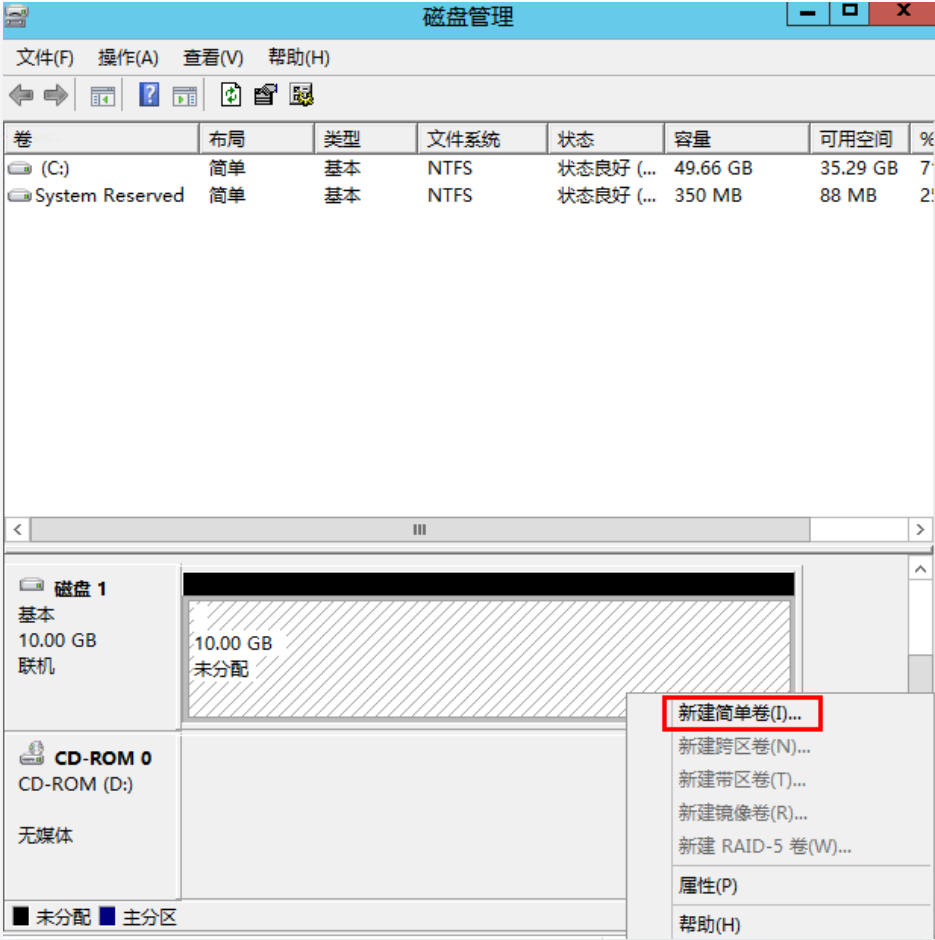 磁盘管理
文件(F) 操作(A) 查看(V) 帮助(H)
卷 布局 类型 文件系统 状态 容量 可用空间 %
(C:) 简单 基本 NTFS 状态良好 (... 49.66 GB 35.29 GB
System Reserved 简单 基本 NTFS 状态良好 (... 350 MB 88 MB
磁盘 1
基本
10.00 GB
联机
10.00 GB
未分配
CD-ROM 0
CD-ROM (D:)
无媒体
新建简单卷(I)...
新建跨区卷(N)...
新建带区卷(T)...
新建镜像卷(R)...
新建 RAID-5 卷(W)...
属性(P)
帮助(H)
未分配 主分区